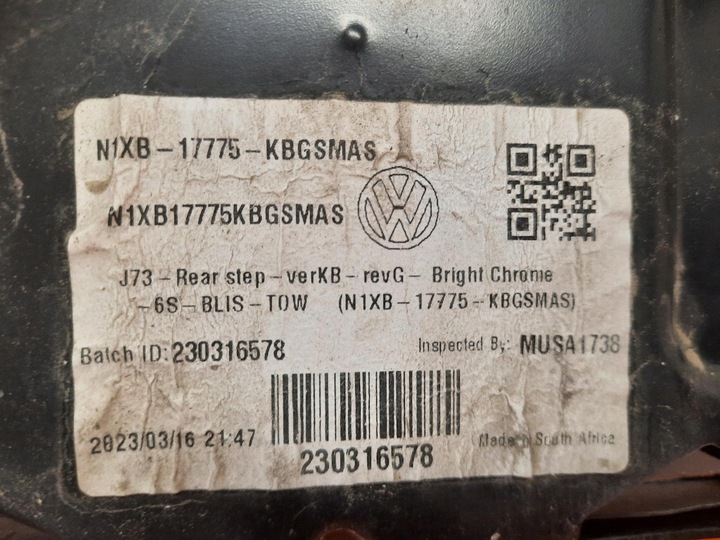 N1XB-17775-KBGSMAS
N1XB17775KBGSMAS
J73-Rear step-verKB-revG- Bright Chrome
-6S-BLIS-TOW (N1XB-17775-KBGSMAS)
Batch ID:230316578
Inspected By: MUSA1738
2023/03/16 21:47
230316578
Made in South Africa